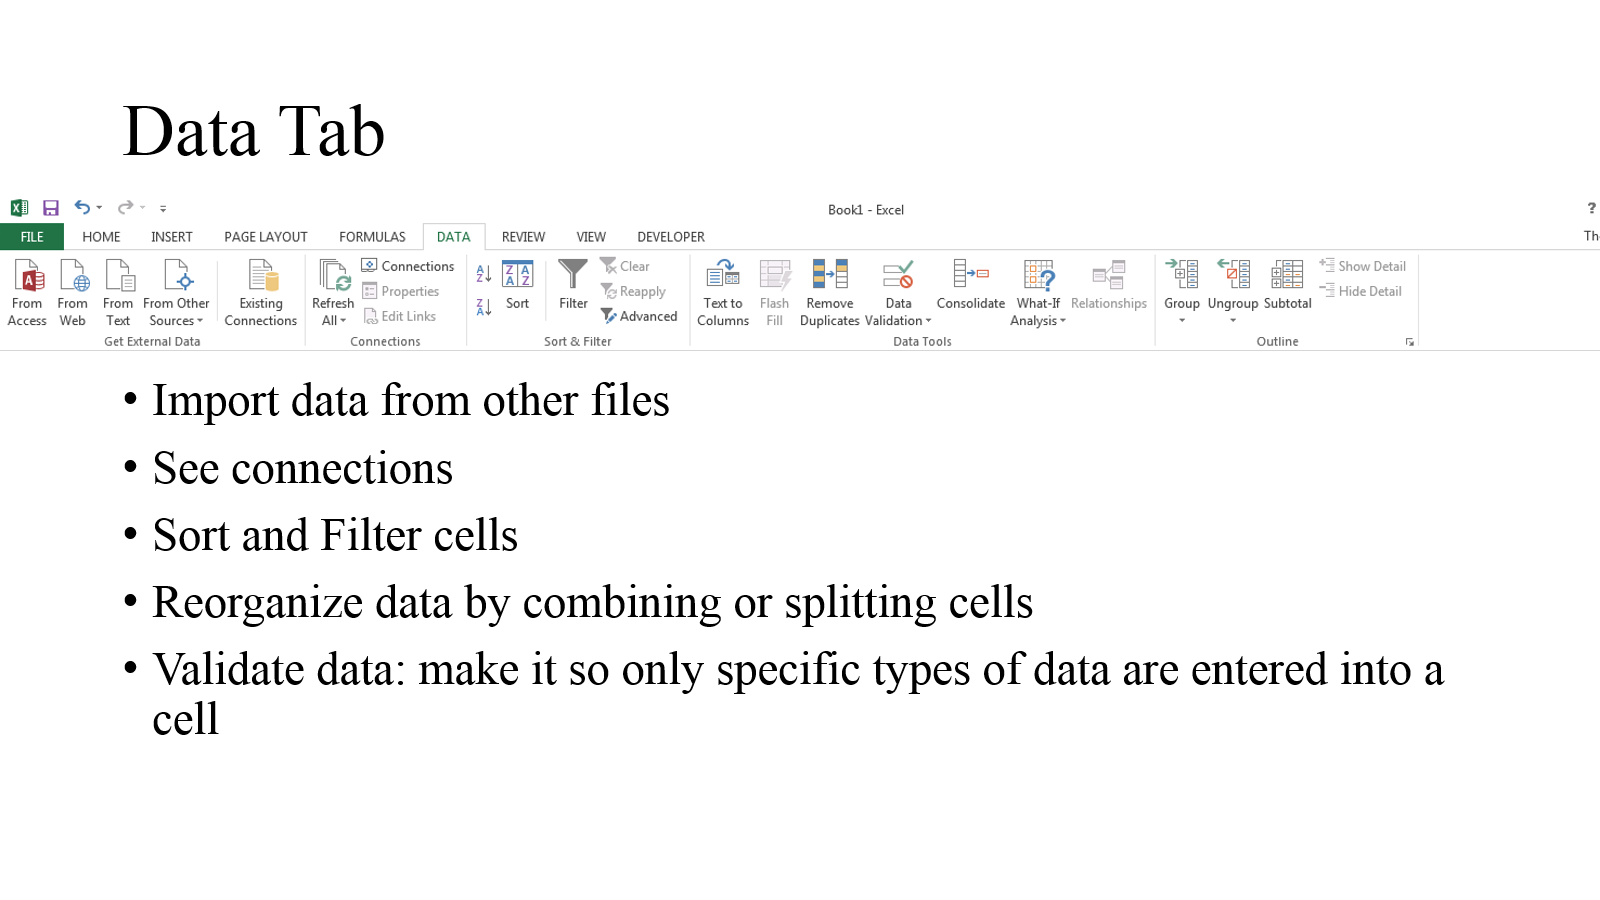 Data Tab
Book1 - Excel
?
FILE HOME INSERT PAGE LAYOUT FORMULAS DATA REVIEW VIEW DEVELOPER
From Access
From Web
From Text
From Other Sources
Get External Data
Existing Connections
Refresh All
Connections
Properties
Edit Links
Connections
Sort
Filter
Clear
Reapply
Advanced
Sort & Filter
Text to Columns
Flash Fill
Remove Duplicates
Data Validation
Consolidate
What-If Analysis
Relationships
Data Tools
Group
Ungroup
Subtotal
Show Detail
Hide Detail
Outline
• Import data from other files
• See connections
• Sort and Filter cells
• Reorganize data by combining or splitting cells
• Validate data: make it so only specific types of data are entered into a
cell